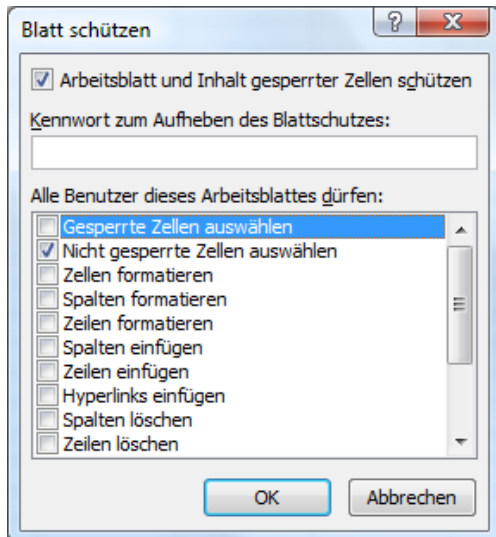 Blatt schützen
Arbeitsblatt und Inhalt gesperrter Zellen schützen
Kennwort zum Aufheben des Blattschutzes:
Alle Benutzer dieses Arbeitsblattes dürfen:
Gesperrte Zellen auswählen
Nicht gesperrte Zellen auswählen
Zellen formatieren
Spalten formatieren
Zeilen formatieren
Spalten einfügen
Zeilen einfügen
Hyperlinks einfügen
Spalten löschen
Zeilen löschen
OK Abbrechen